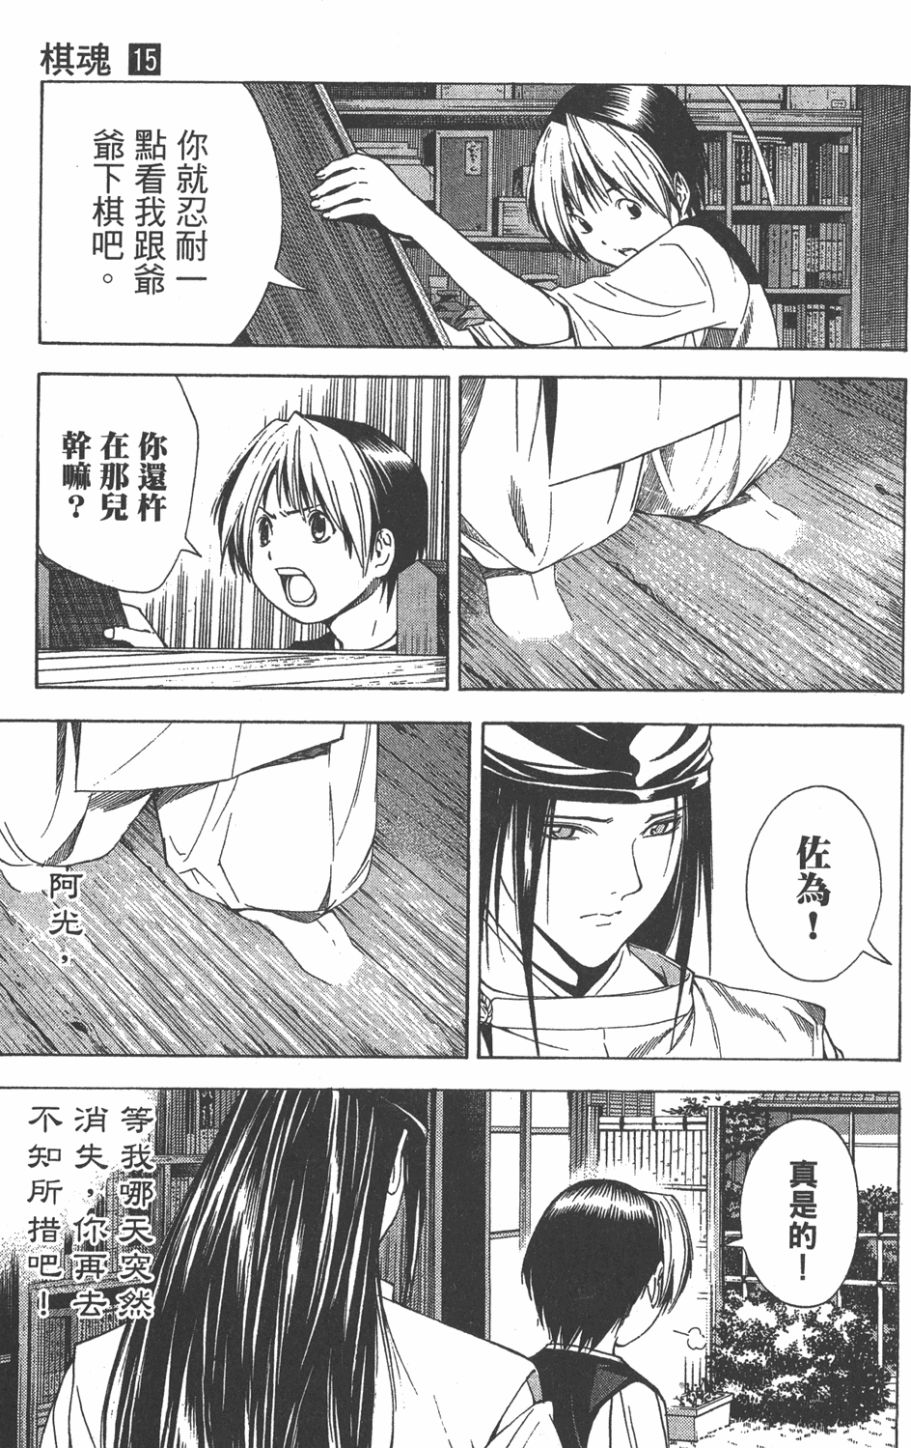 棋魂 15
你就忍耐一
點看我跟爺
爺下棋吧。
你還杵
在那兒
幹嘛？
佐為！
阿光，
真是的！
等我哪天突然
消失，你再去
不知所措吧！